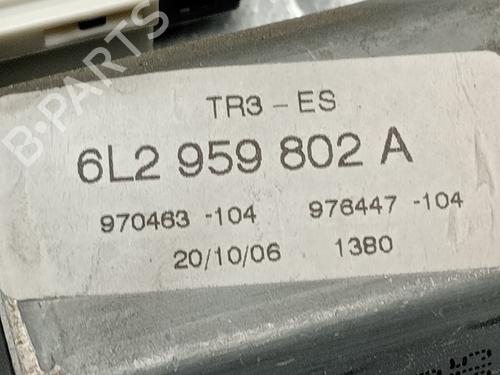 B-PARTS
TR3 - ES
6L2 959 802 A
970463 -104 976447 -104
20/10/06 1380